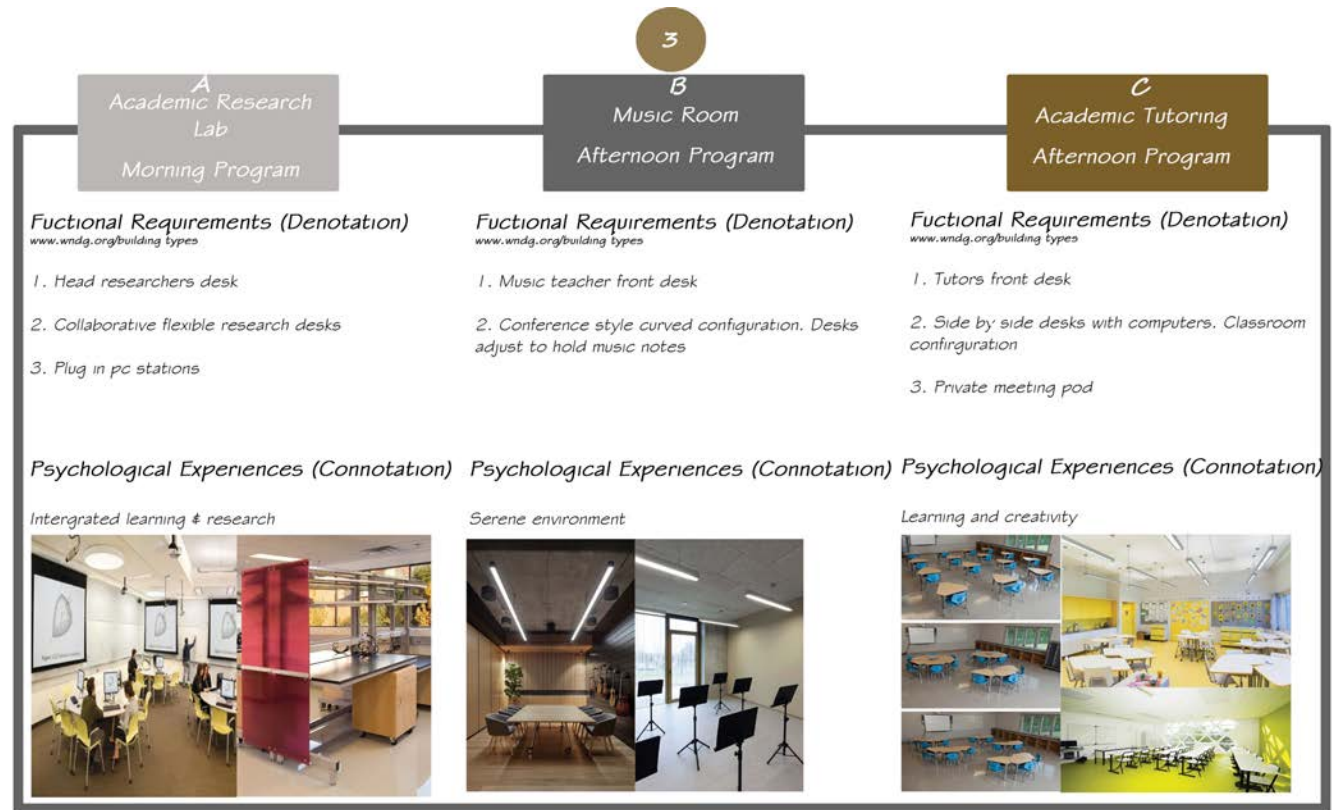 3
A
Academic Research
Lab
Morning Program
B
Music Room
Afternoon Program
C
Academic Tutoring
Afternoon Program
Fuctional Requirements (Denotation)
www.wndg.org/building types
1. Head researchers desk
2. Collaborative flexible research desks
3. Plug in pc stations
Psychological Experiences (Connotation)
Intergrated learning & research
Fuctional Requirements (Denotation)
www.wndg.org/building types
1. Music teacher front desk
2. Conference style curved configuration. Desks
adjust to hold music notes
Psychological Experiences (Connotation)
Serene environment
Fuctional Requirements (Denotation)
www.wndg.org/building types
1. Tutors front desk
2. Side by side desks with computers. Classroom
confirguration
3. Private meeting pod
Psychological Experiences (Connotation)
Learning and creativity